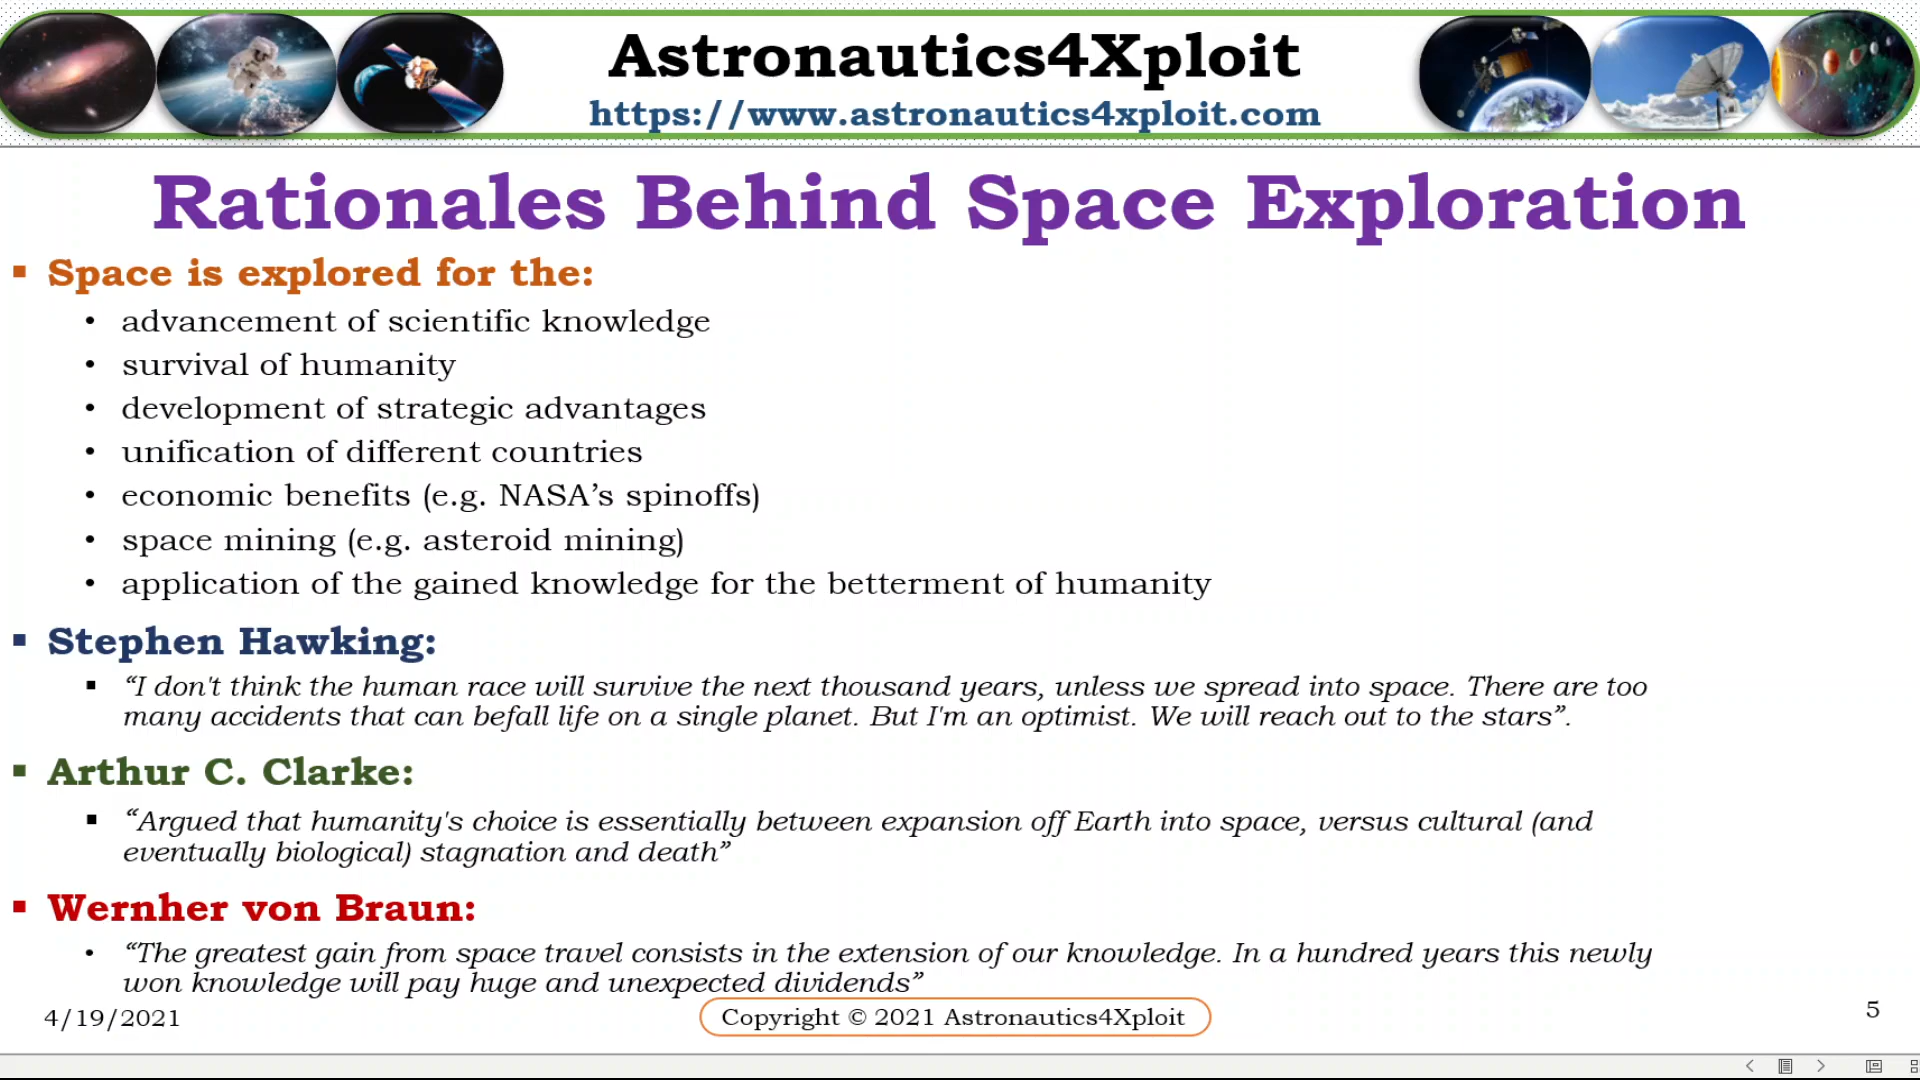 Astronautics4Xploit
https://www.astronautics4xploit.com
Rationales Behind Space Exploration
▪ Space is explored for the:
• advancement of scientific knowledge
• survival of humanity
• development of strategic advantages
• unification of different countries
• economic benefits (e.g. NASA’s spinoffs)
• space mining (e.g. asteroid mining)
• application of the gained knowledge for the betterment of humanity
▪ Stephen Hawking:
▪ “I don't think the human race will survive the next thousand years, unless we spread into space. There are too
many accidents that can befall life on a single planet. But I'm an optimist. We will reach out to the stars”.
▪ Arthur C. Clarke:
▪ “Argued that humanity's choice is essentially between expansion off Earth into space, versus cultural (and
eventually biological) stagnation and death”
▪ Wernher von Braun:
• “The greatest gain from space travel consists in the extension of our knowledge. In a hundred years this newly
won knowledge will pay huge and unexpected dividends”
4/19/2021
Copyright © 2021 Astronautics4Xploit
5